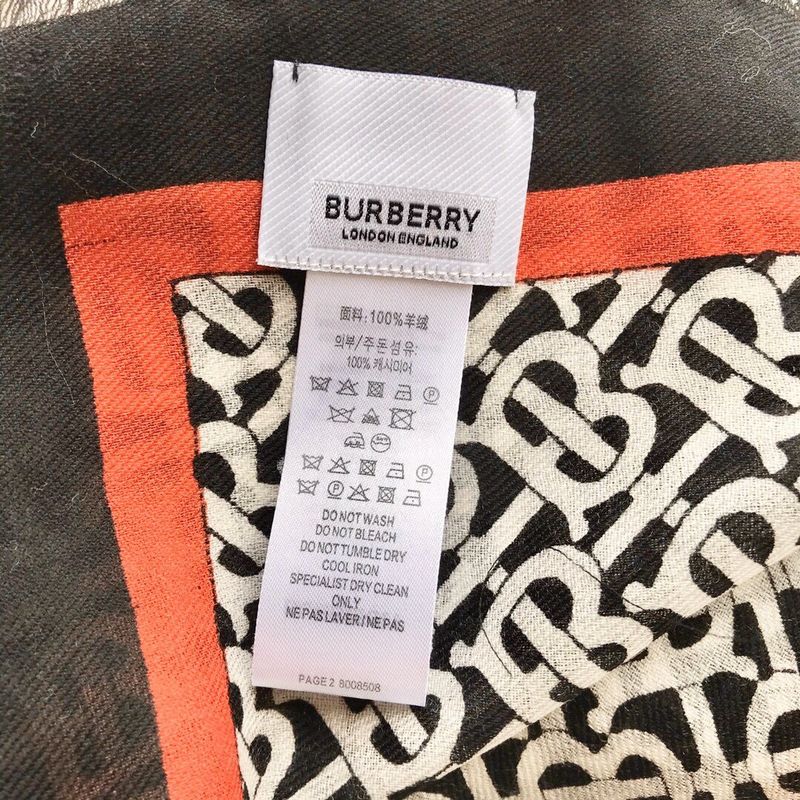 BURBERRY
LONDON ENGLAND
面料:100%羊绒
외부/주돈섬유:
100% 캐시미어
DO NOT WASH
DO NOT BLEACH
DO NOT TUMBLE DRY
COOL IRON
SPECIALIST DRY CLEAN
ONLY
NE PAS LAVER / NE PAS
PAGE 2 8008508